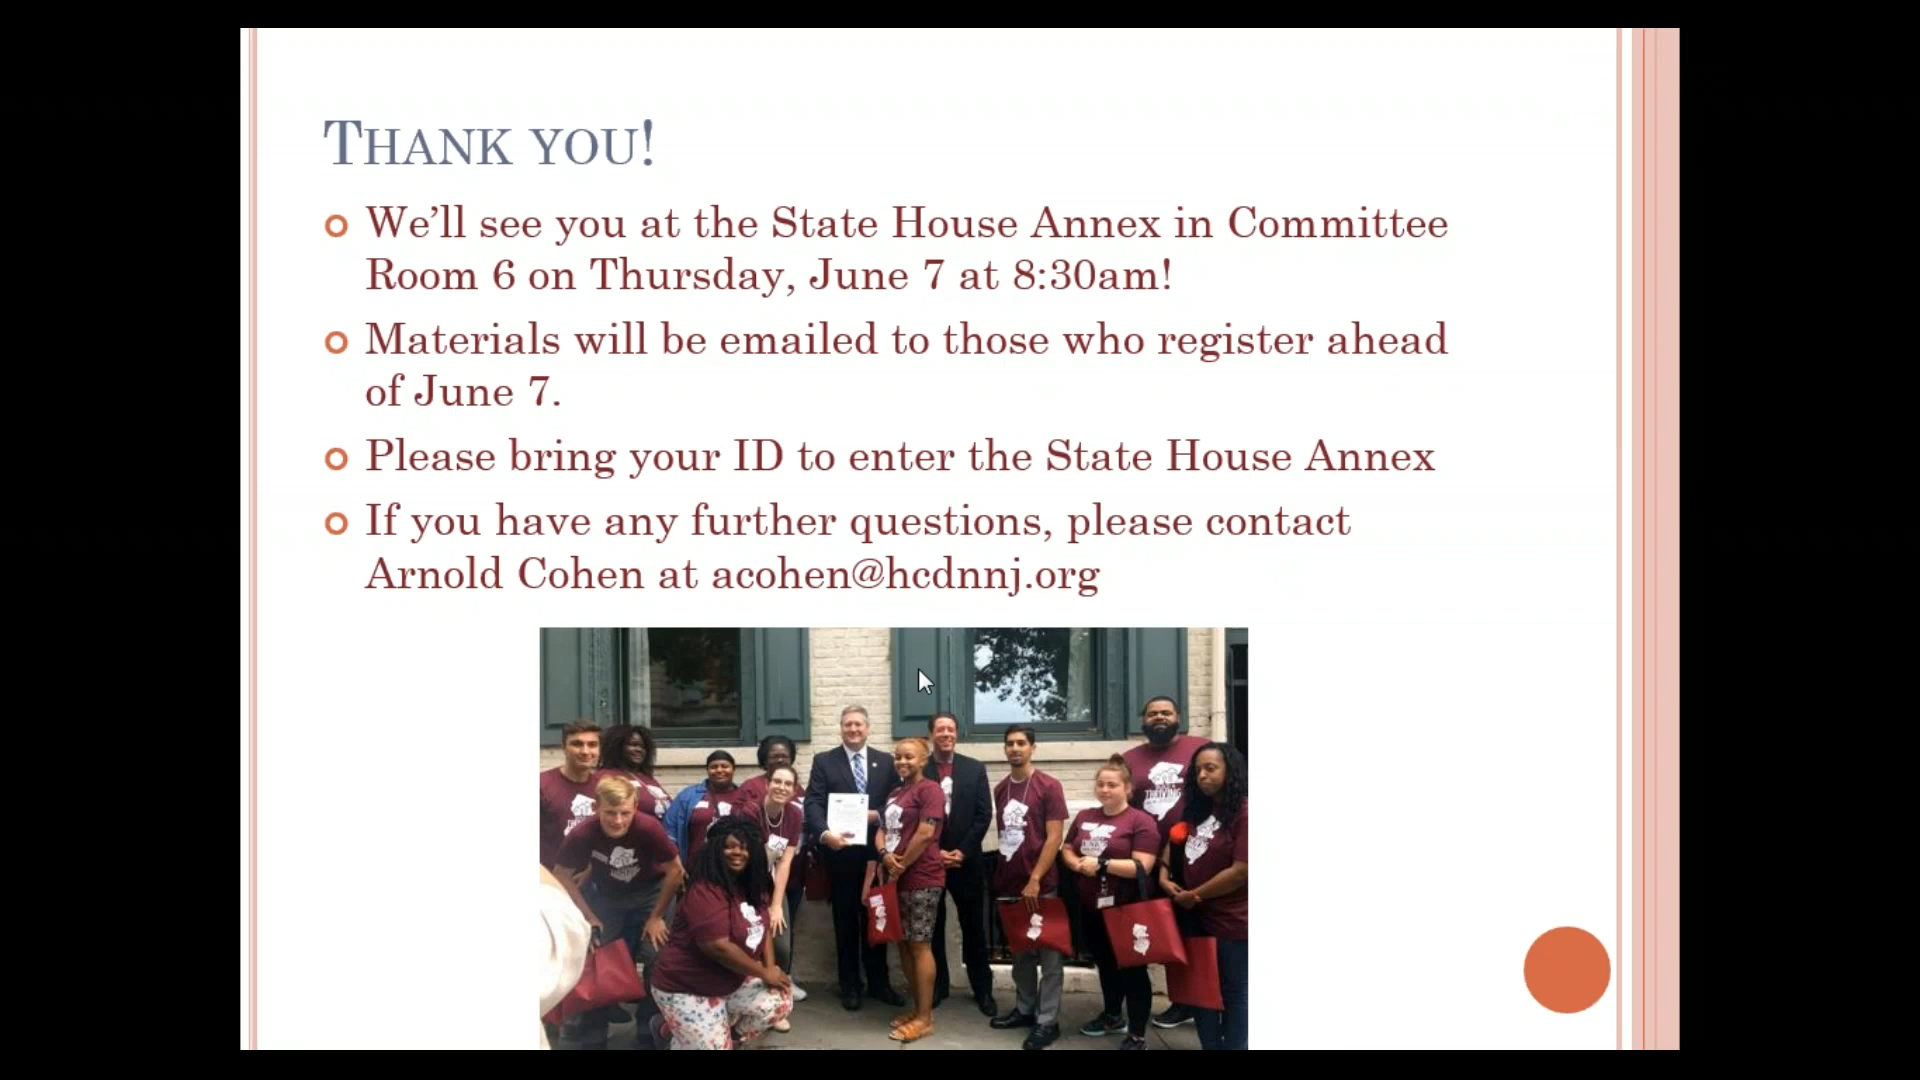 THANK YOU!
We’ll see you at the State House Annex in Committee
Room 6 on Thursday, June 7 at 8:30am!
Materials will be emailed to those who register ahead
of June 7.
Please bring your ID to enter the State House Annex
If you have any further questions, please contact
Arnold Cohen at acohen@hcdnnj.org